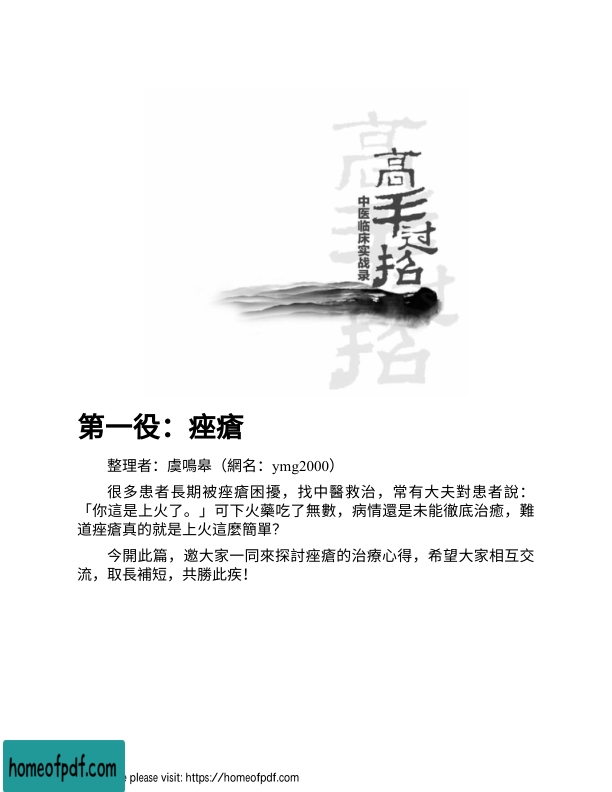 高手过招
中医临床实战录
第一役：痤瘡
整理者：虞鳴皋（網名：ymg2000）
很多患者長期被痤瘡困擾，找中醫救治，常有大夫對患者說：
「你這是上火了。」可下火藥吃了無數，病情還是未能徹底治癒，難
道痤瘡真的就是上火這麼簡單？
今開此篇，邀大家一同來探討痤瘡的治療心得，希望大家相互交
流，取長補短，共勝此疾！
homeofpdf.com
e please visit: https://homeofpdf.com